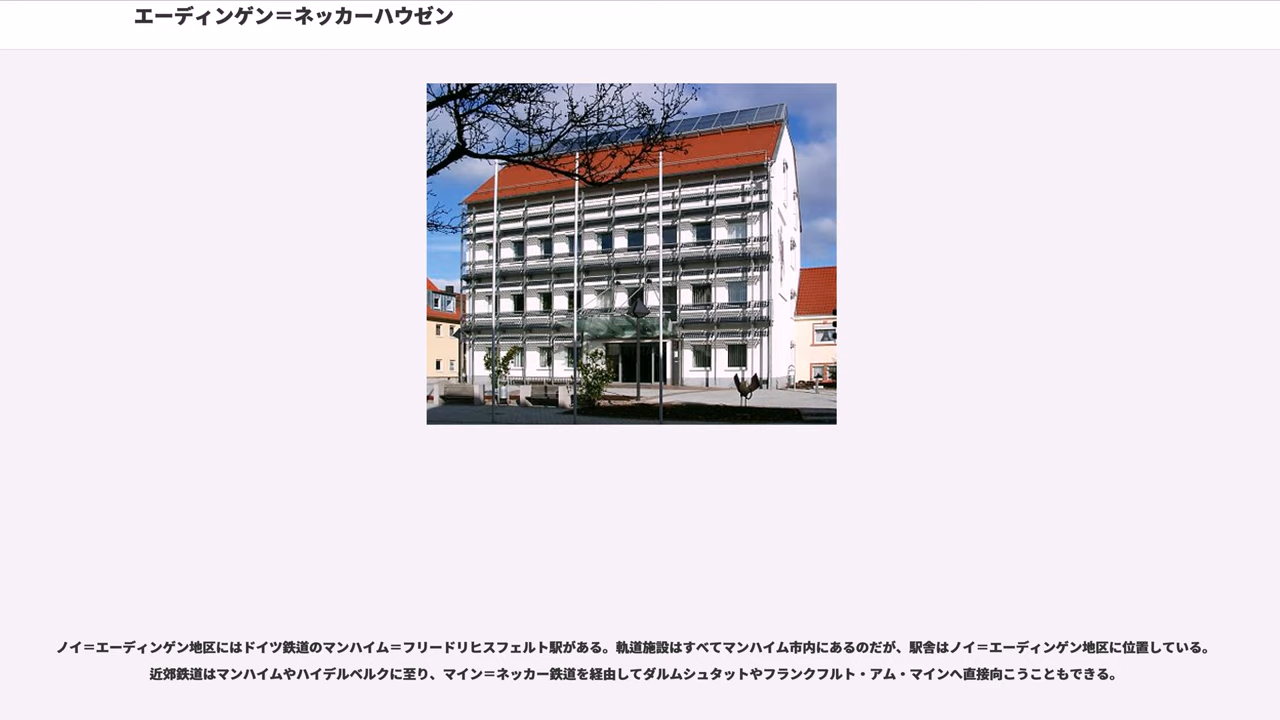 エーディンゲン＝ネッカーハウゼン
ノイ＝エーディンゲン地区にはドイツ鉄道のマンハイム＝フリードリヒスフェルト駅がある。軌道施設はすべてマンハイム市内にあるのだが、駅舎はノイ＝エーディンゲン地区に位置している。
近郊鉄道はマンハイムやハイデルベルクに至り、マイン＝ネッカー鉄道を経由してダルムシュタットやフランクフルト・アム・マインへ直接向こうこともできる。